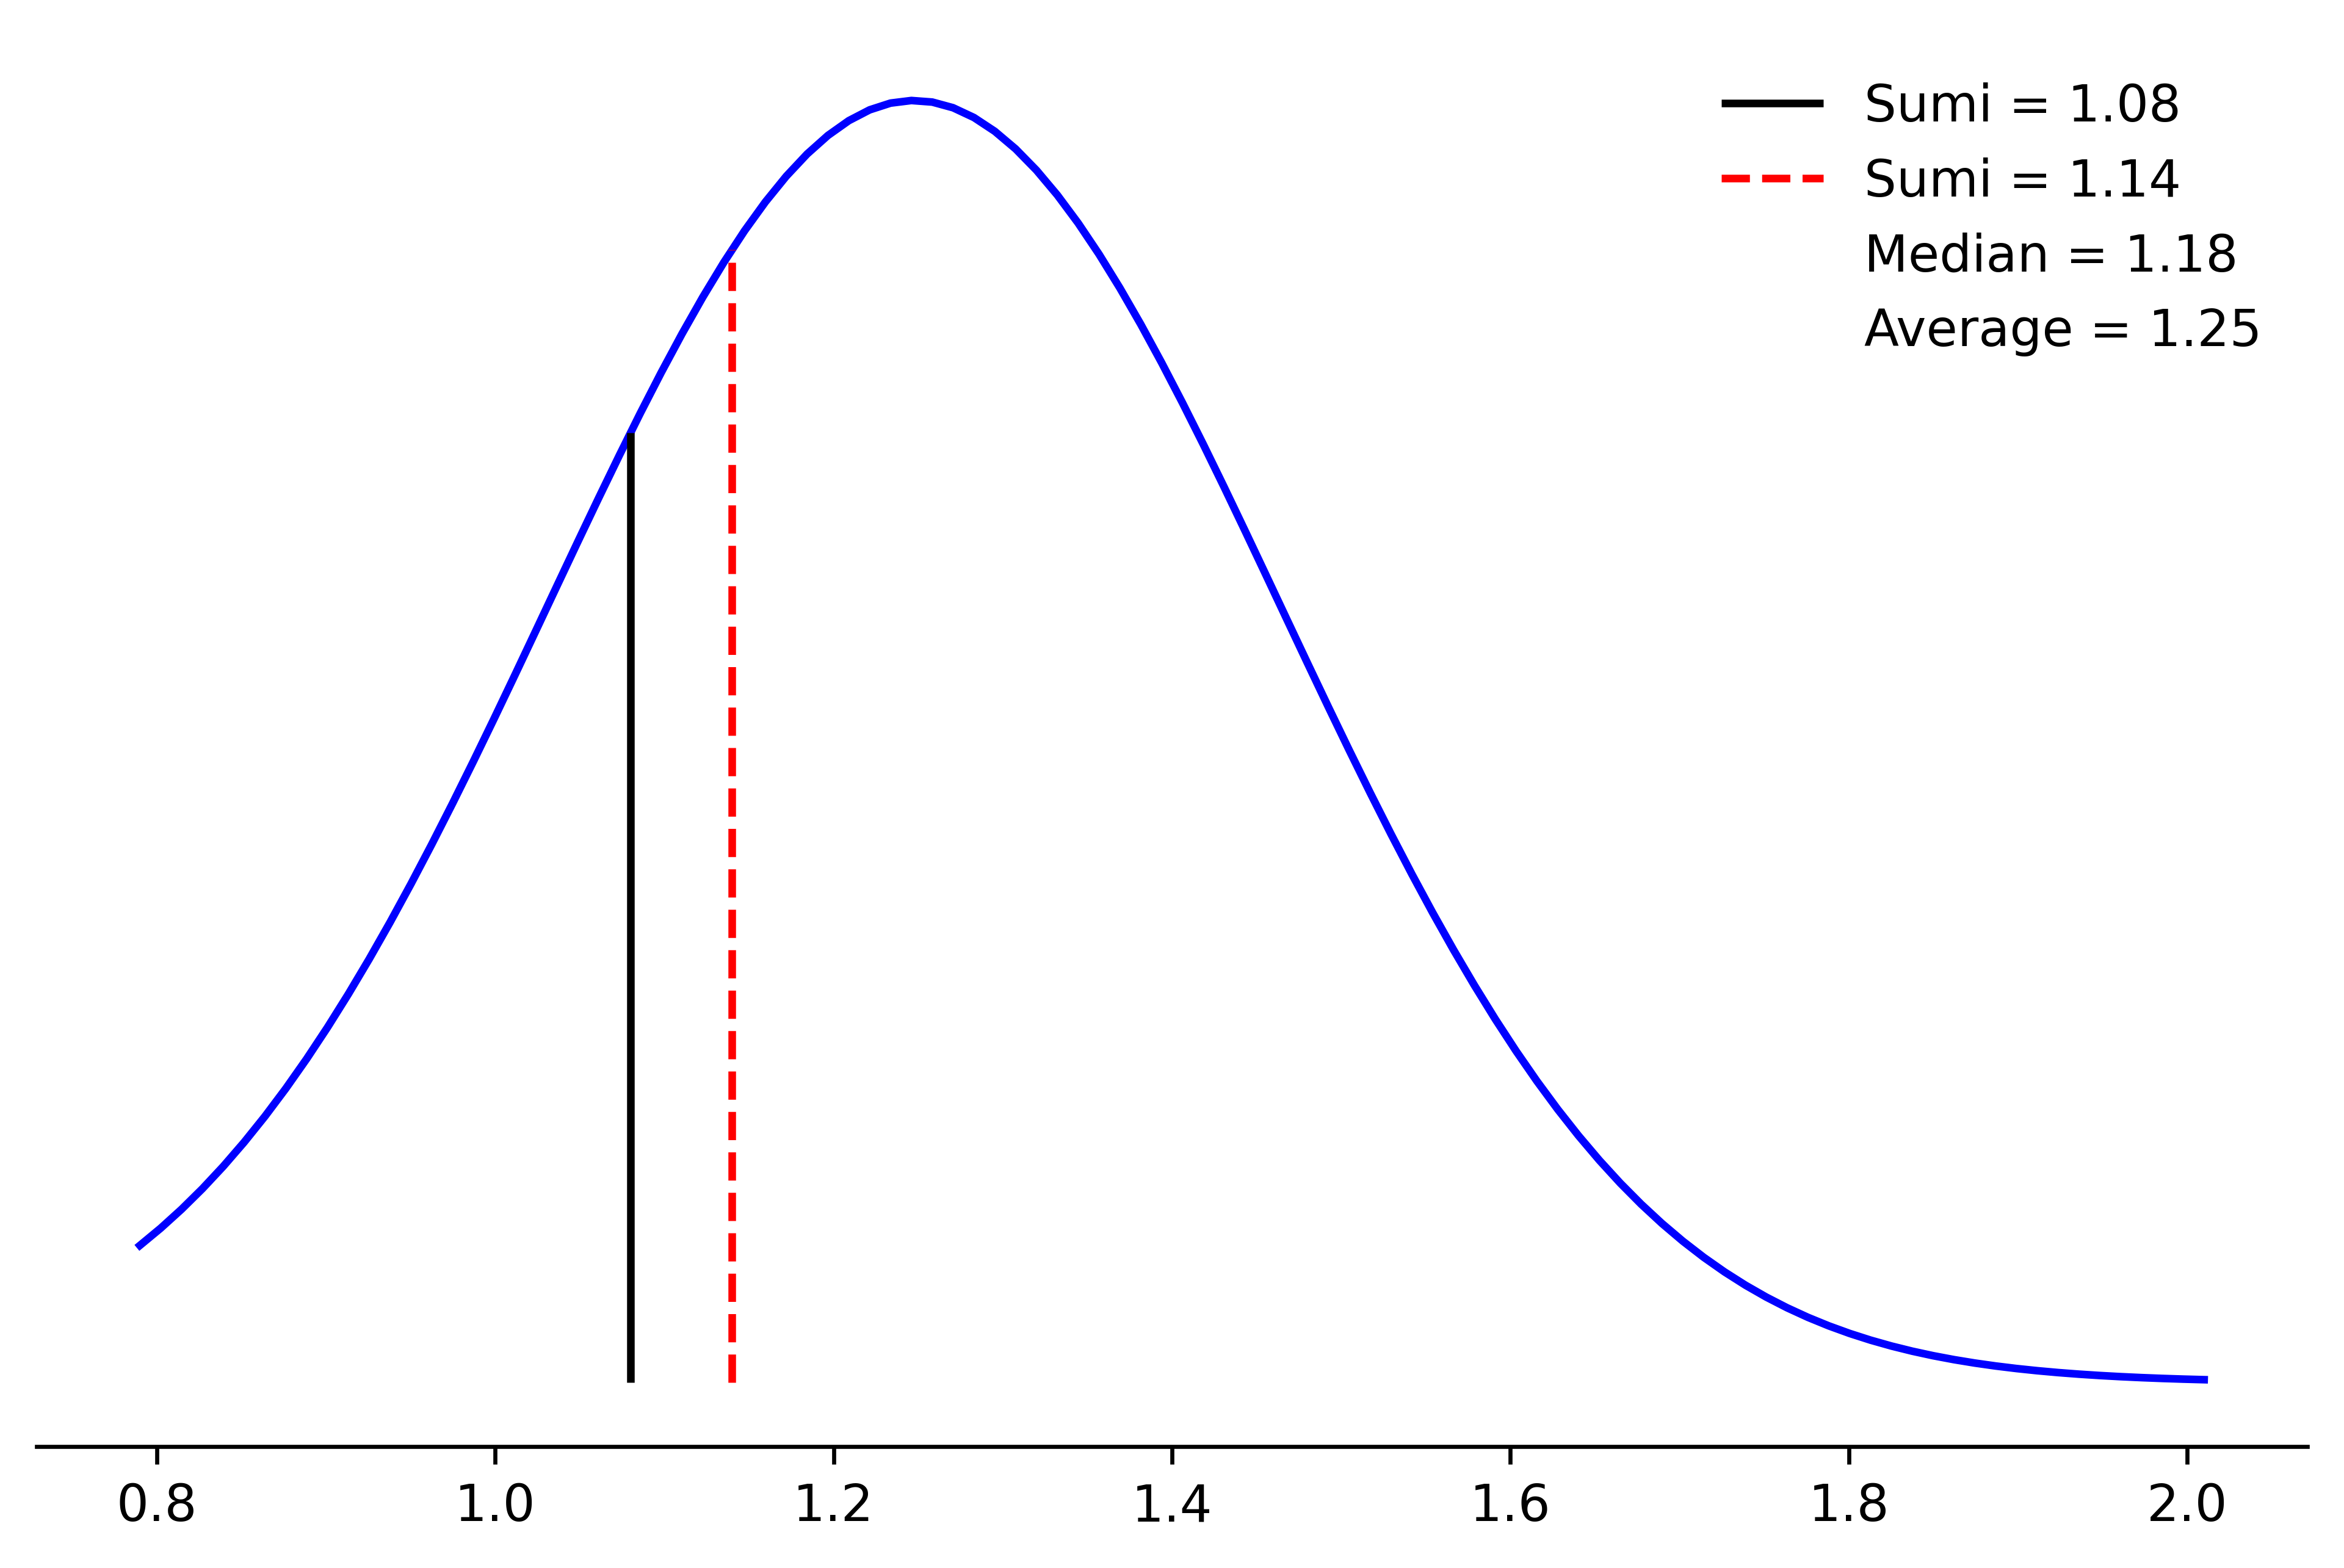 Sumi = 1.08
Sumi = 1.14
Median = 1.18
Average = 1.25
0.8 1.0 1.2 1.4 1.6 1.8 2.0